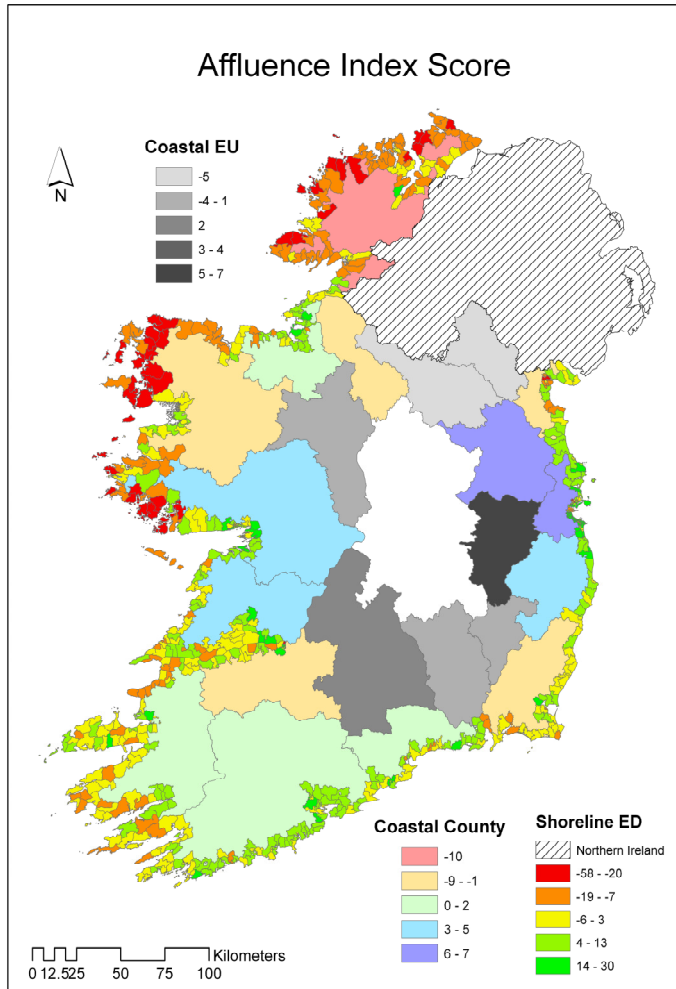 Affluence Index Score
N
Coastal EU
-5
-4 - 1
2
3 - 4
5 - 7
Coastal County
-10
-9 - -1
0 - 2
3 - 5
6 - 7
Shoreline ED
Northern Ireland
-58 - -20
-19 - -7
-6 - 3
4 - 13
14 - 30
Kilometers
0 12.525 50 75 100